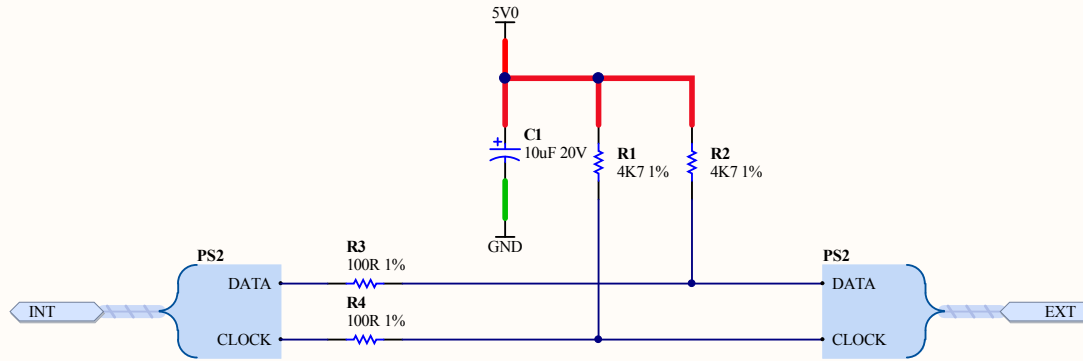 5V0
C1
10uF 20V
R1
4K7 1%
R2
4K7 1%
GND
PS2
R3
100R 1%
DATA
R4
100R 1%
CLOCK
INT
PS2
DATA
CLOCK
EXT